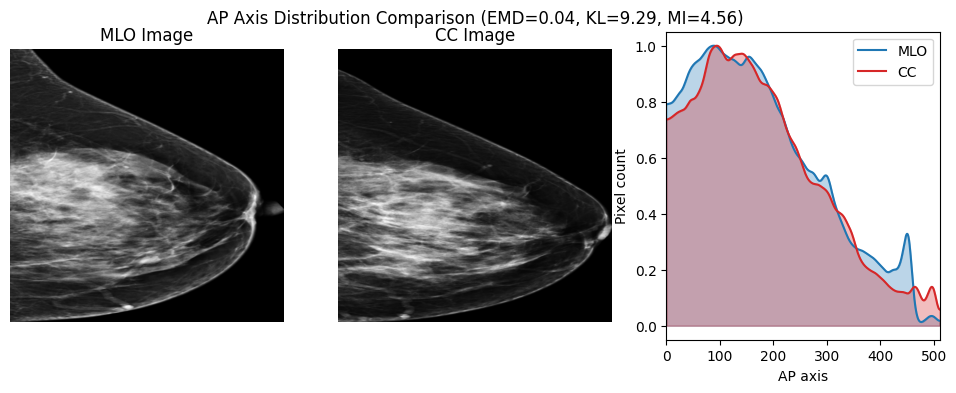 AP Axis Distribution Comparison (EMD=0.04, KL=9.29, MI=4.56)
MLO Image
CC Image
MLO
CC
Pixel count
1.0
0.8
0.6
0.4
0.2
0.0
0 100 200 300 400 500
AP axis